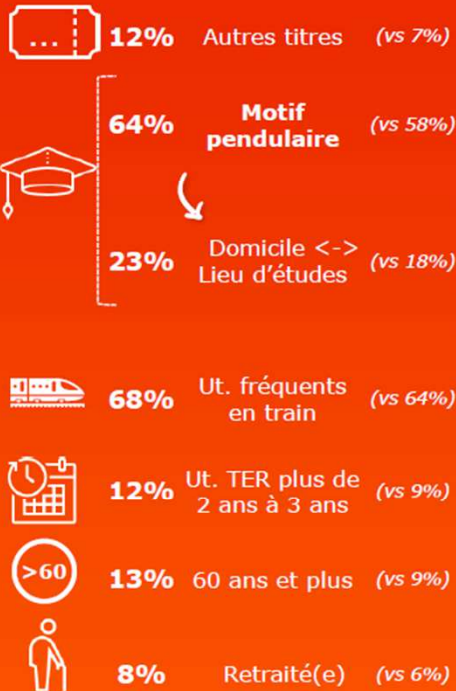 ... 12% Autres titres (vs 7%)
64% Motif pendulaire (vs 58%)
23% Domicile <-> Lieu d'études (vs 18%)
68% Ut. fréquents en train (vs 64%)
12% Ut. TER plus de 2 ans à 3 ans (vs 9%)
>60 13% 60 ans et plus (vs 9%)
8% Retraité(e) (vs 6%)